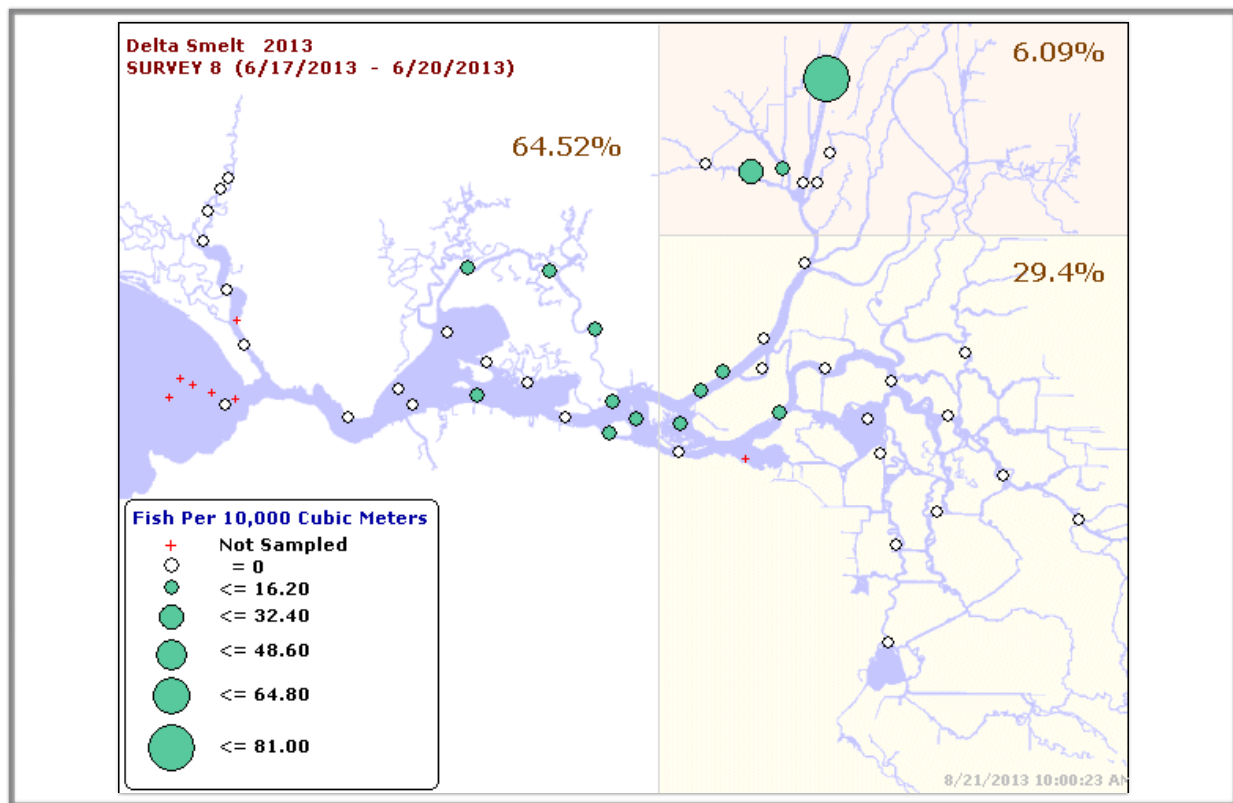 Delta Smelt 2013
SURVEY 8 (6/17/2013 - 6/20/2013)
6.09%
64.52%
29.4%
Fish Per 10,000 Cubic Meters
Not Sampled
= 0
<= 16.20
<= 32.40
<= 48.60
<= 64.80
<= 81.00
8/21/2013 10:00:23